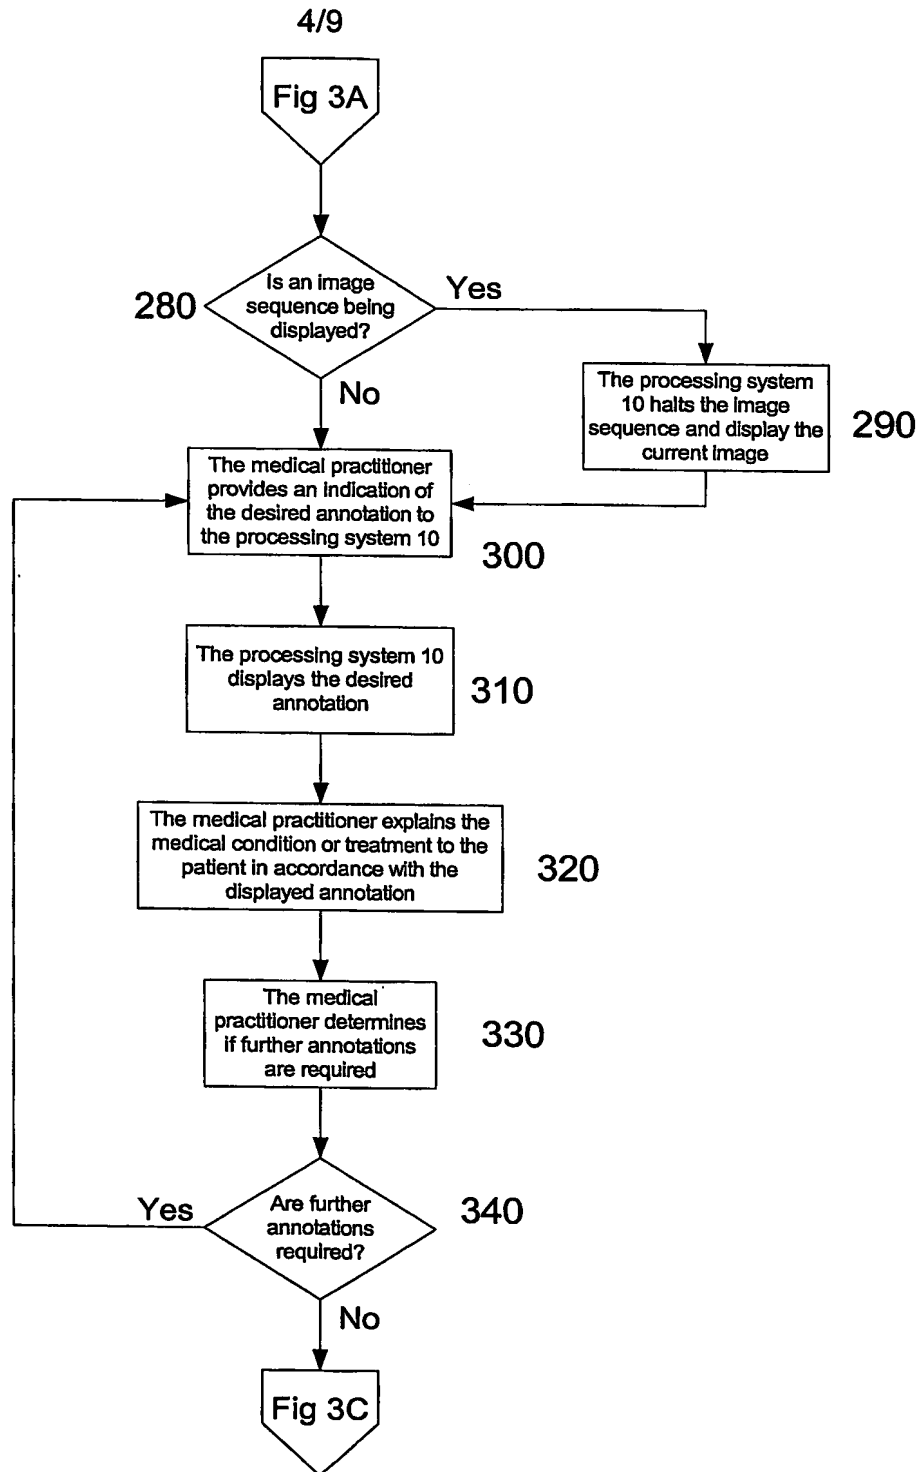 4/9
Fig 3A
Is an image
sequence being
displayed?
280
Yes
No
The processing system
10 halts the image
sequence and display the
current image
290
The medical practitioner
provides an indication of
the desired annotation to
the processing system 10
300
The processing system 10
displays the desired
annotation
310
The medical practitioner explains the
medical condition or treatment to the
patient in accordance with the
displayed annotation
320
The medical
practitioner determines
if further annotations
are required
330
Are further
annotations
required?
340
Yes
No
Fig 3C